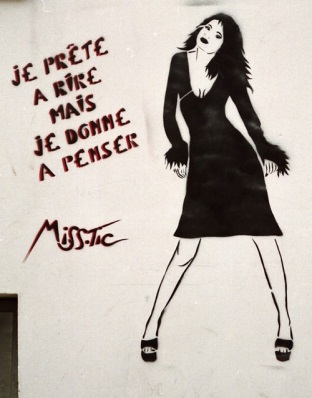 JE PRÊTE
A RIRE
MAIS
JE DONNE
A PENSER
MISS.TIC